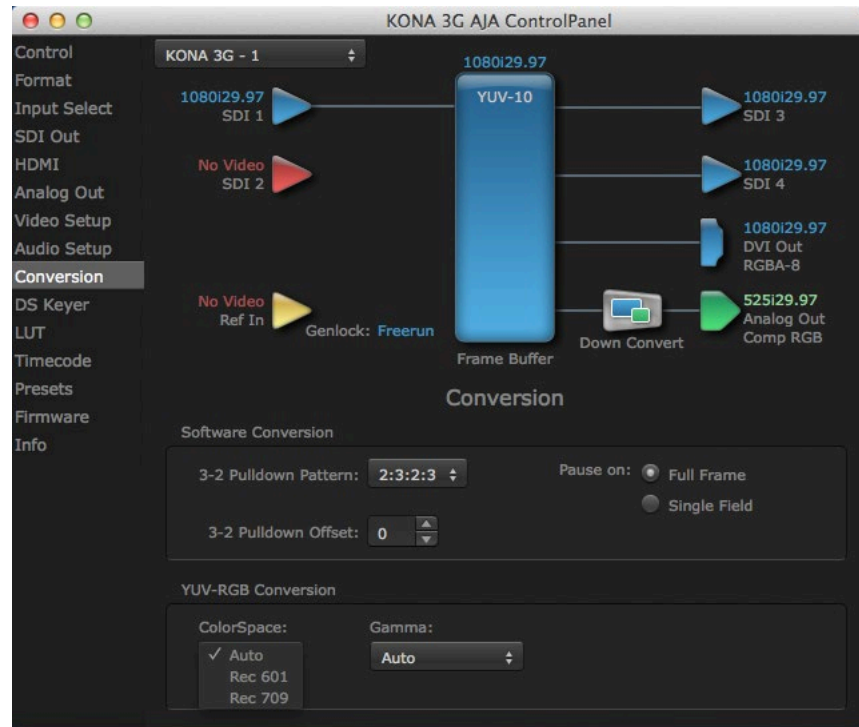 KONA 3G AJA ControlPanel
Control
Format
Input Select
SDI Out
HDMI
Analog Out
Video Setup
Audio Setup
Conversion
DS Keyer
LUT
Timecode
Presets
Firmware
Info
KONA 3G - 1
1080i29.97
YUV-10
1080i29.97
SDI 1
No Video
SDI 2
No Video
Ref In
Genlock: Freerun
Frame Buffer
1080i29.97
SDI 3
1080i29.97
SDI 4
1080i29.97
DVI Out
RGBA-8
Down Convert
525i29.97
Analog Out
Comp RGB
Conversion
Software Conversion
3-2 Pulldown Pattern: 2:3:2:3
Pause on: Full Frame
Single Field
3-2 Pulldown Offset: 0
YUV-RGB Conversion
ColorSpace:
✓ Auto
Rec 601
Rec 709
Gamma:
Auto